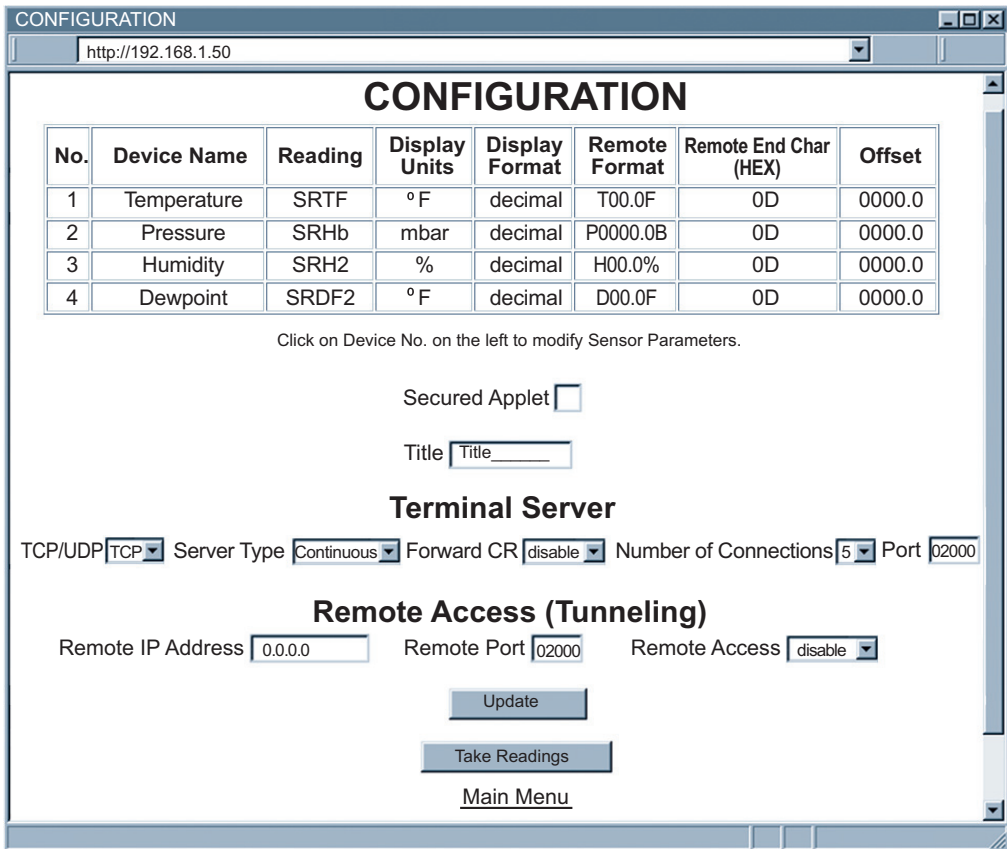 CONFIGURATION
http://192.168.1.50
CONFIGURATION
No. Device Name Reading Display Units Display Format Remote Format Remote End Char (HEX) Offset
1 Temperature SRTF º F decimal T00.0F 0D 0000.0
2 Pressure SRHb mbar decimal P0000.0B 0D 0000.0
3 Humidity SRH2 % decimal H00.0% 0D 0000.0
4 Dewpoint SRDF2 º F decimal D00.0F 0D 0000.0
Click on Device No. on the left to modify Sensor Parameters.
Secured Applet
Title Title______
Terminal Server
TCP/UDP TCP Server Type Continuous Forward CR disable Number of Connections 5 Port 02000
Remote Access (Tunneling)
Remote IP Address 0.0.0.0 Remote Port 02000 Remote Access disable
Update
Take Readings
Main Menu